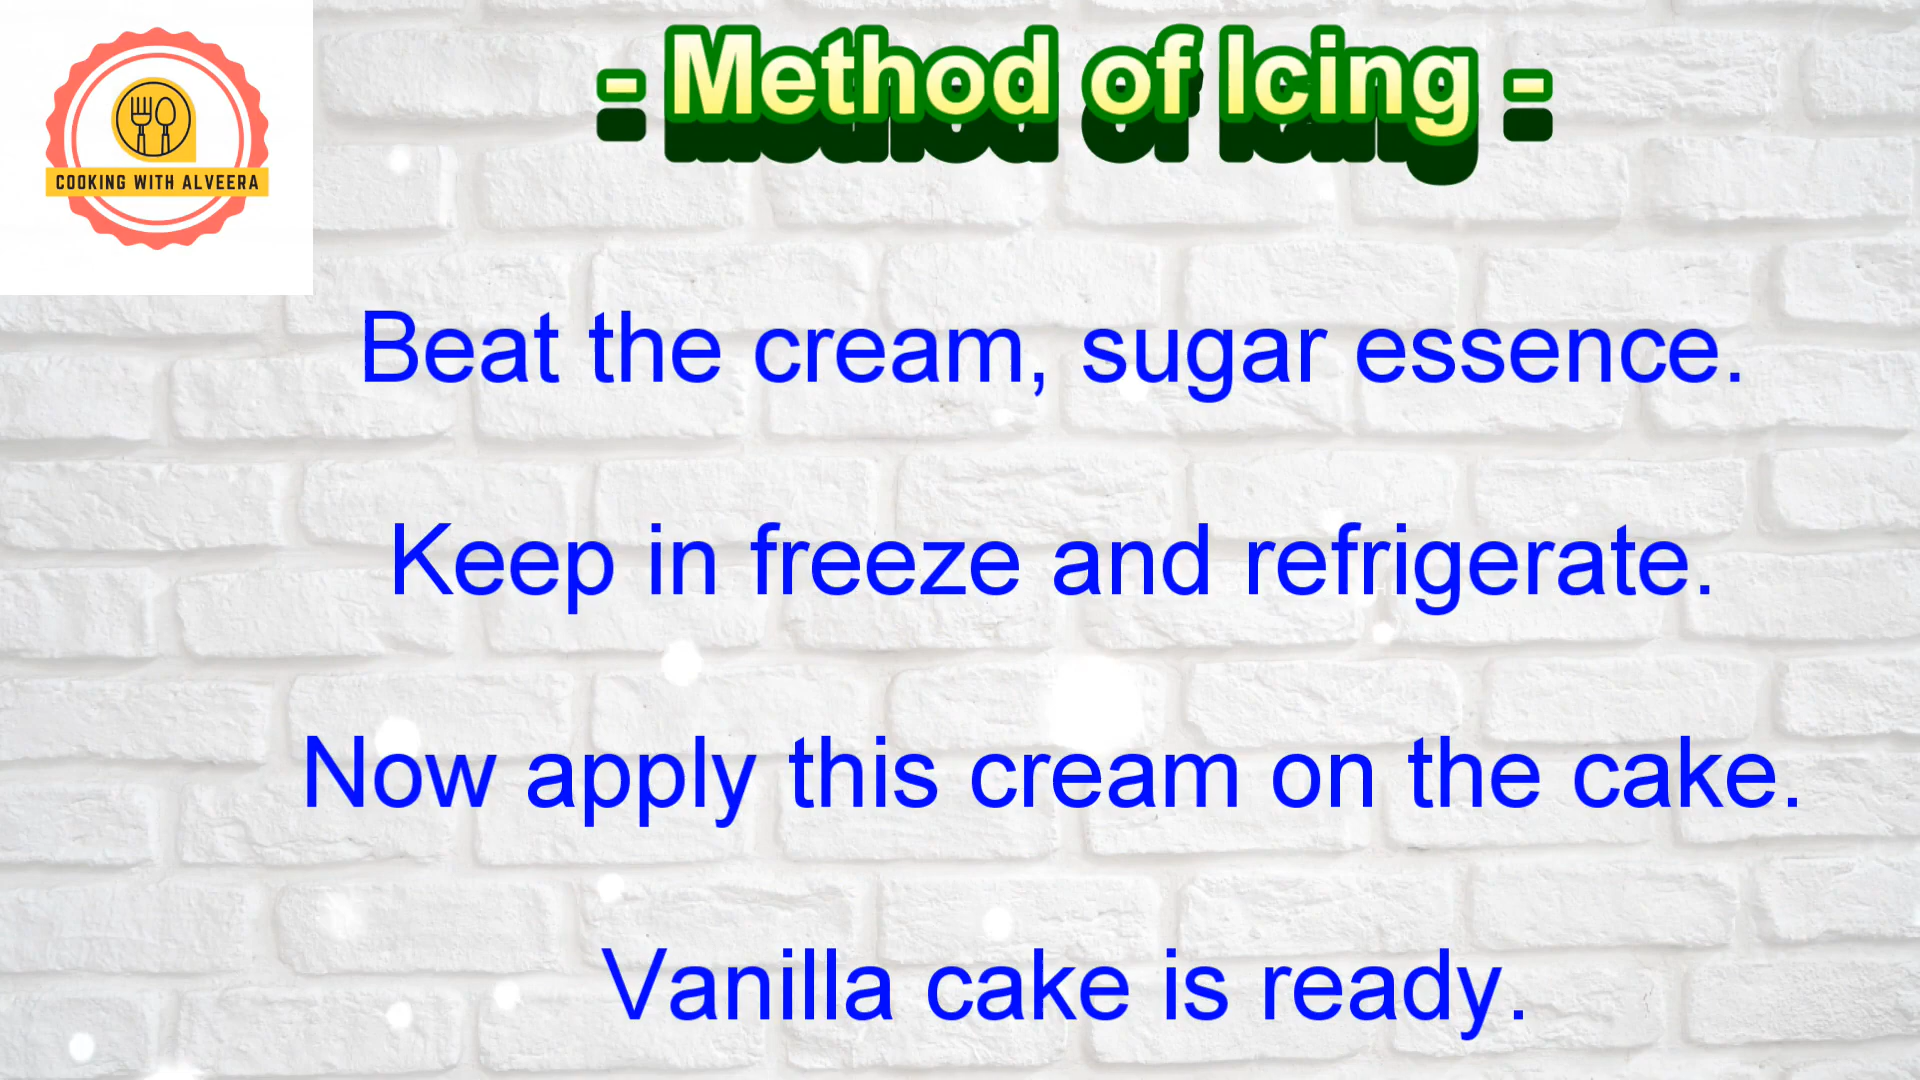 - Method of Icing -
COOKING WITH ALVEERA
Beat the cream, sugar essence.
Keep in freeze and refrigerate.
Now apply this cream on the cake.
Vanilla cake is ready.